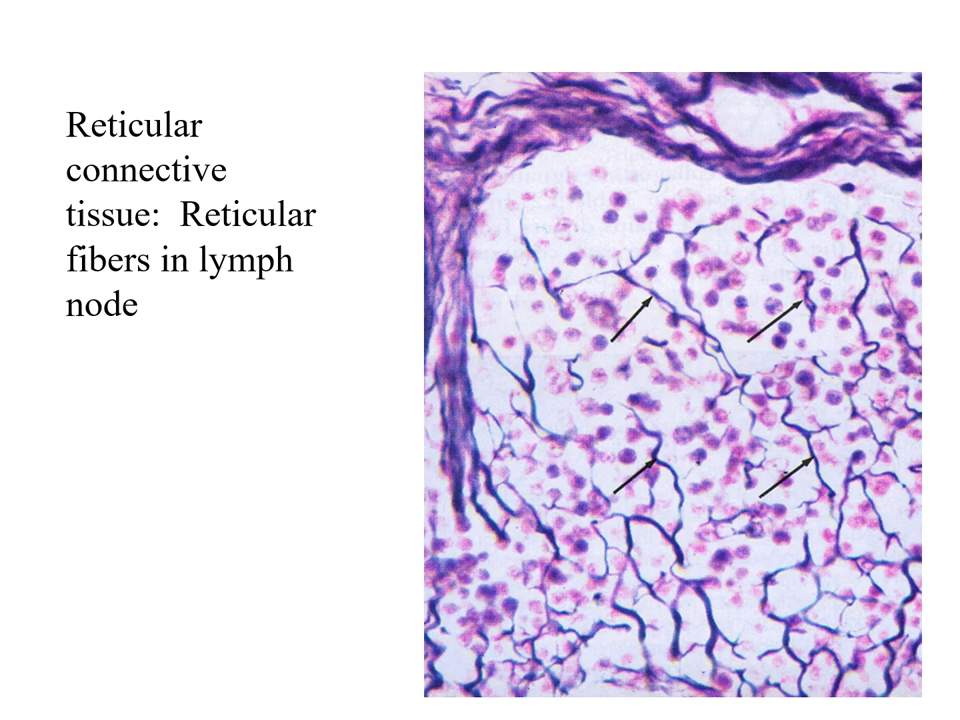 Reticular
connective
tissue:  Reticular
fibers in lymph
node